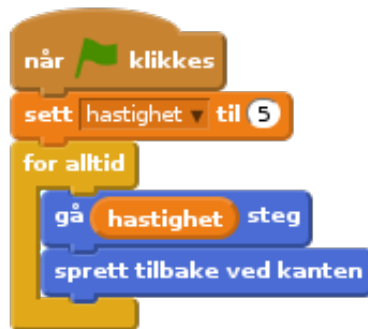 når klikkes
sett hastighet til 5
for alltid
gå hastighet steg
sprett tilbake ved kanten